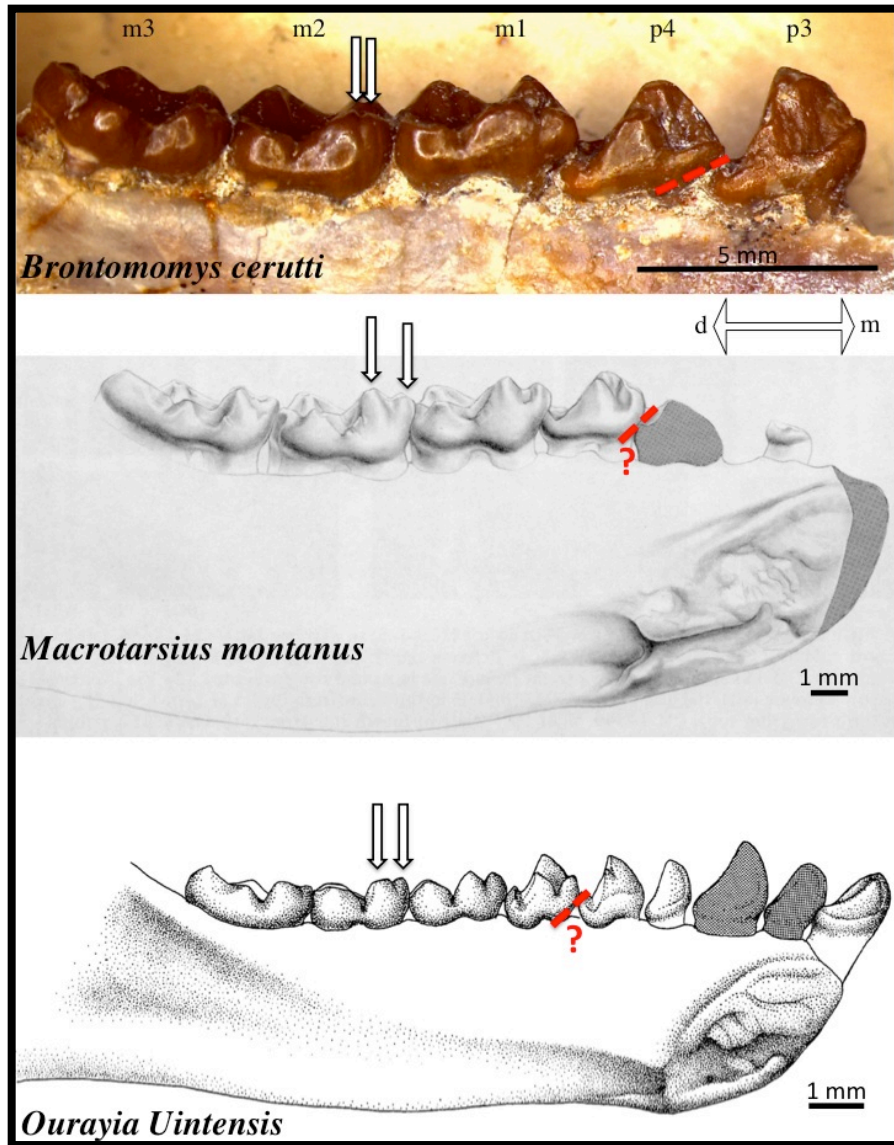 m3 m2 m1 p4 p3
Brontomomys cerutti
5 mm
d m
?
Macrotarsius montanus
1 mm
?
Ourayia Uintensis
1 mm